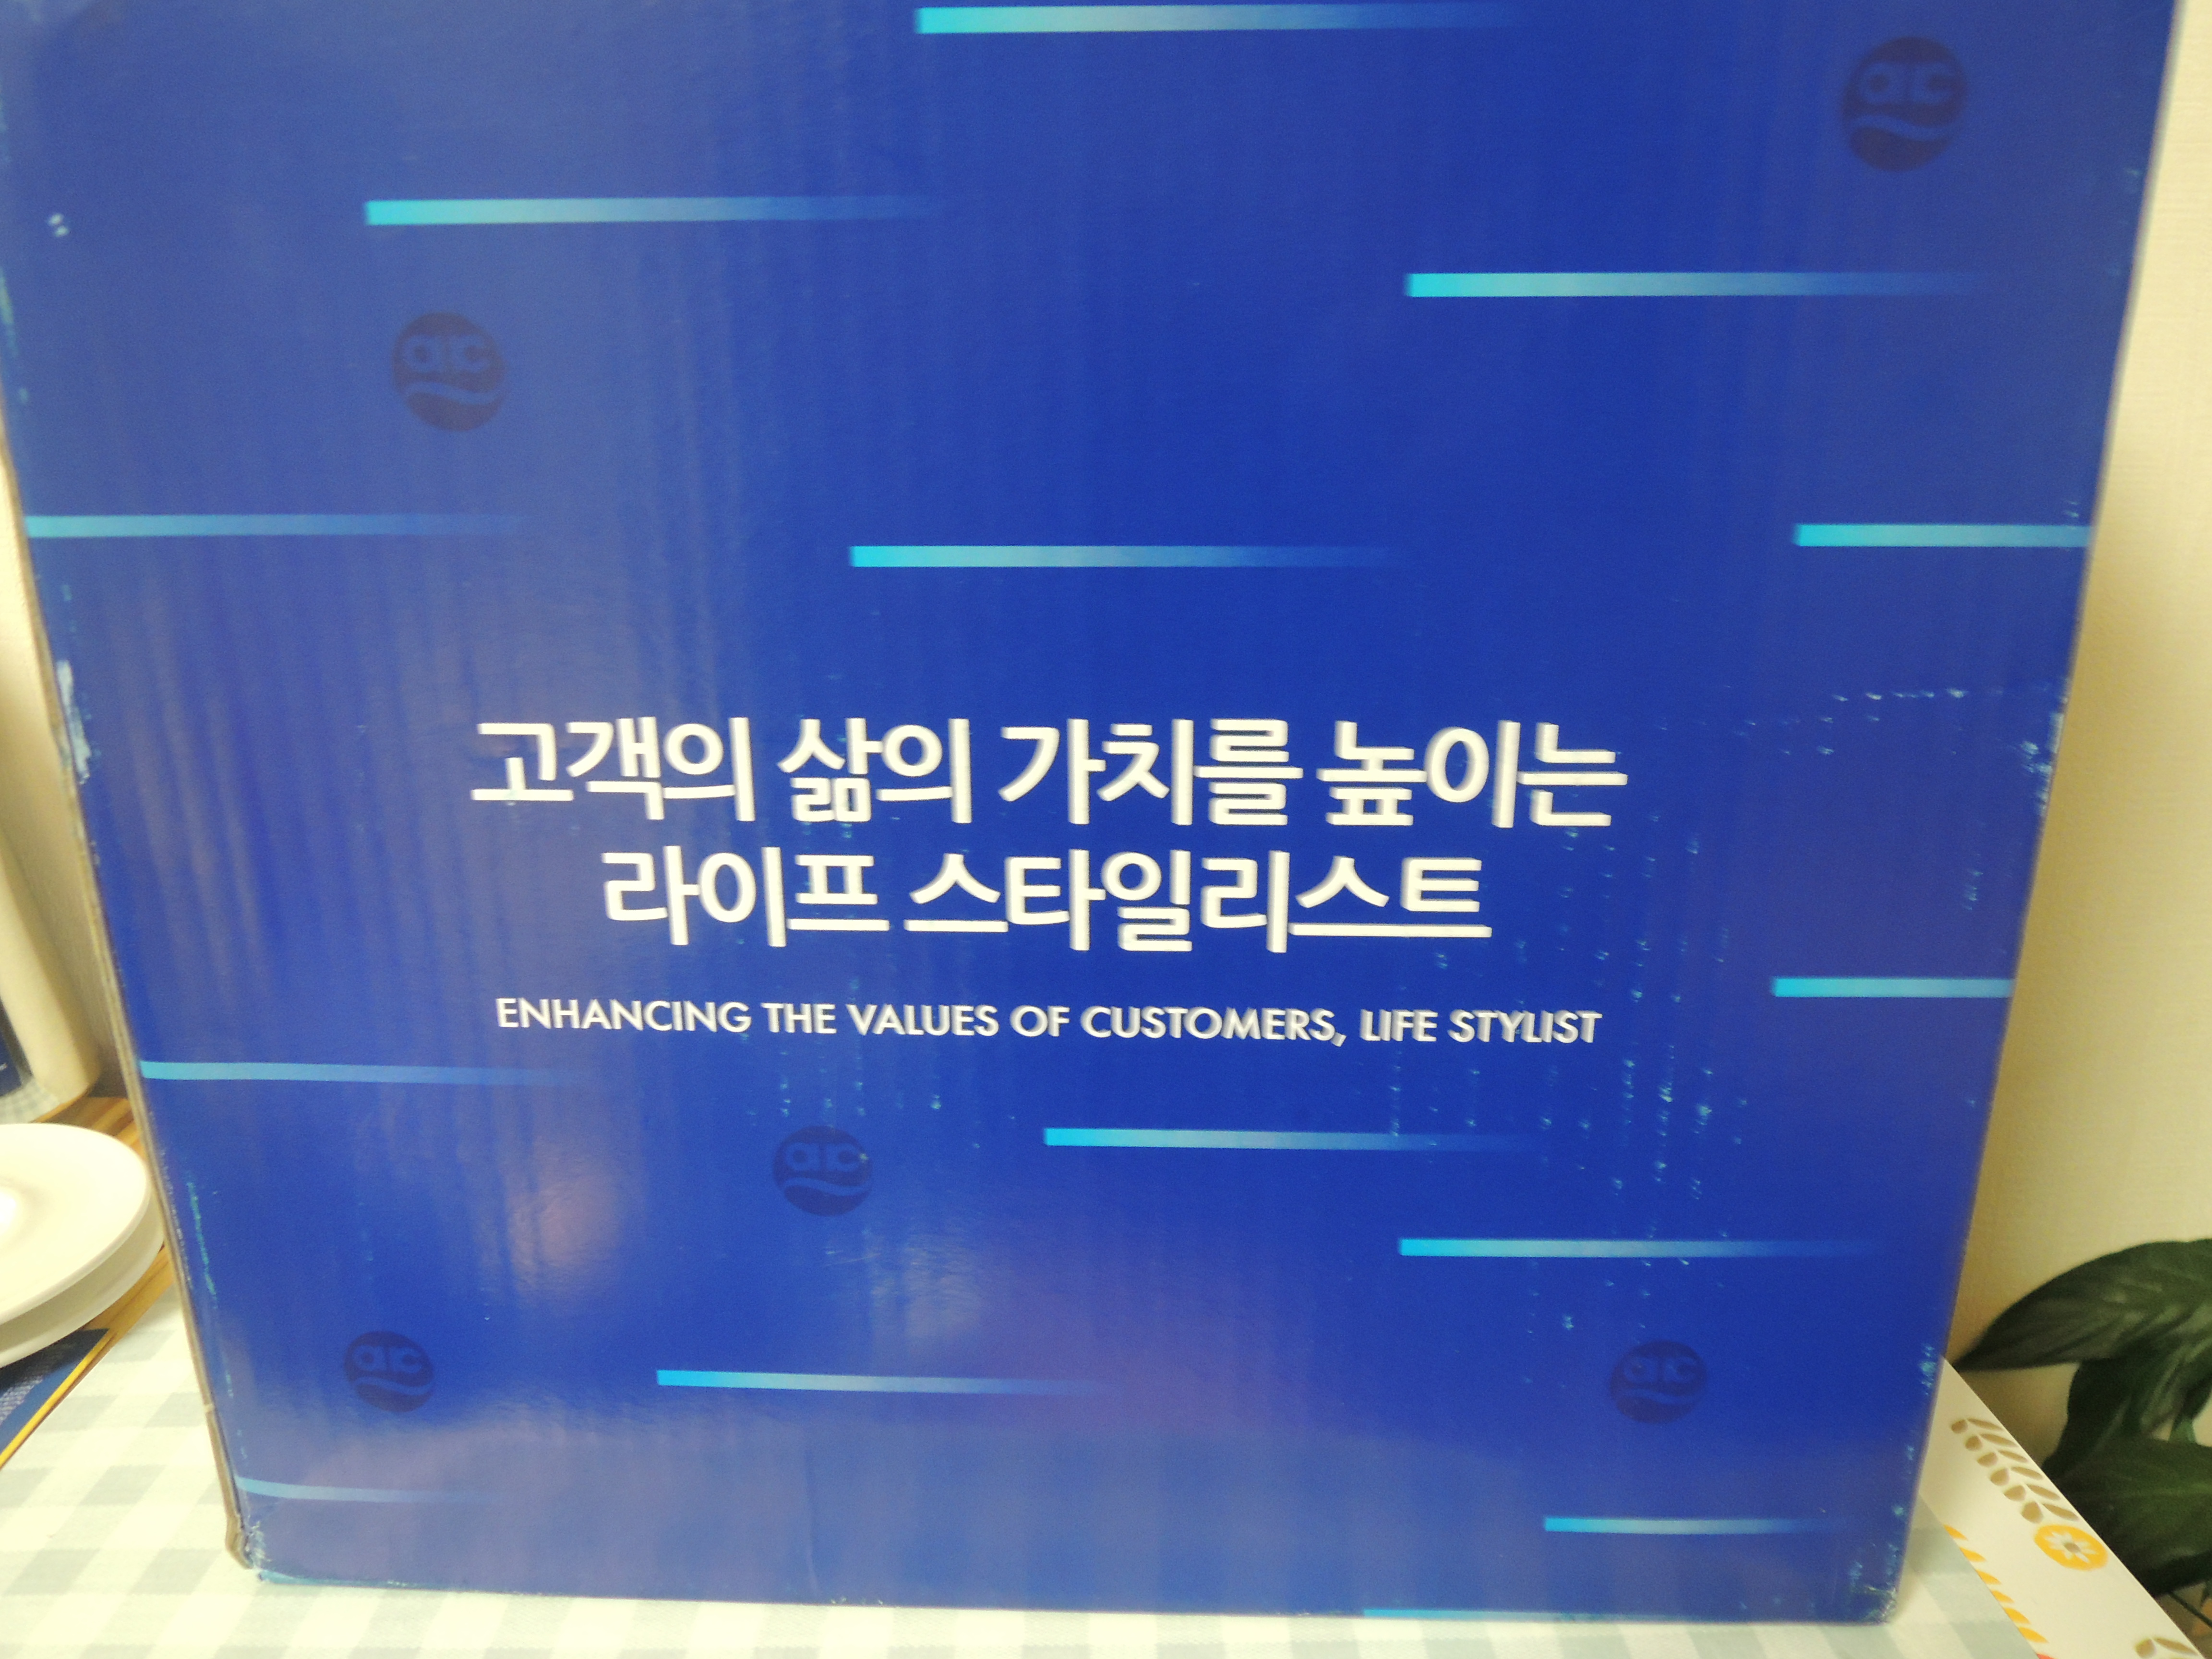 고객의 삶의 가치를 높이는
라이프 스타일리스트
ENHANCING THE VALUES OF CUSTOMERS, LIFE STYLIST